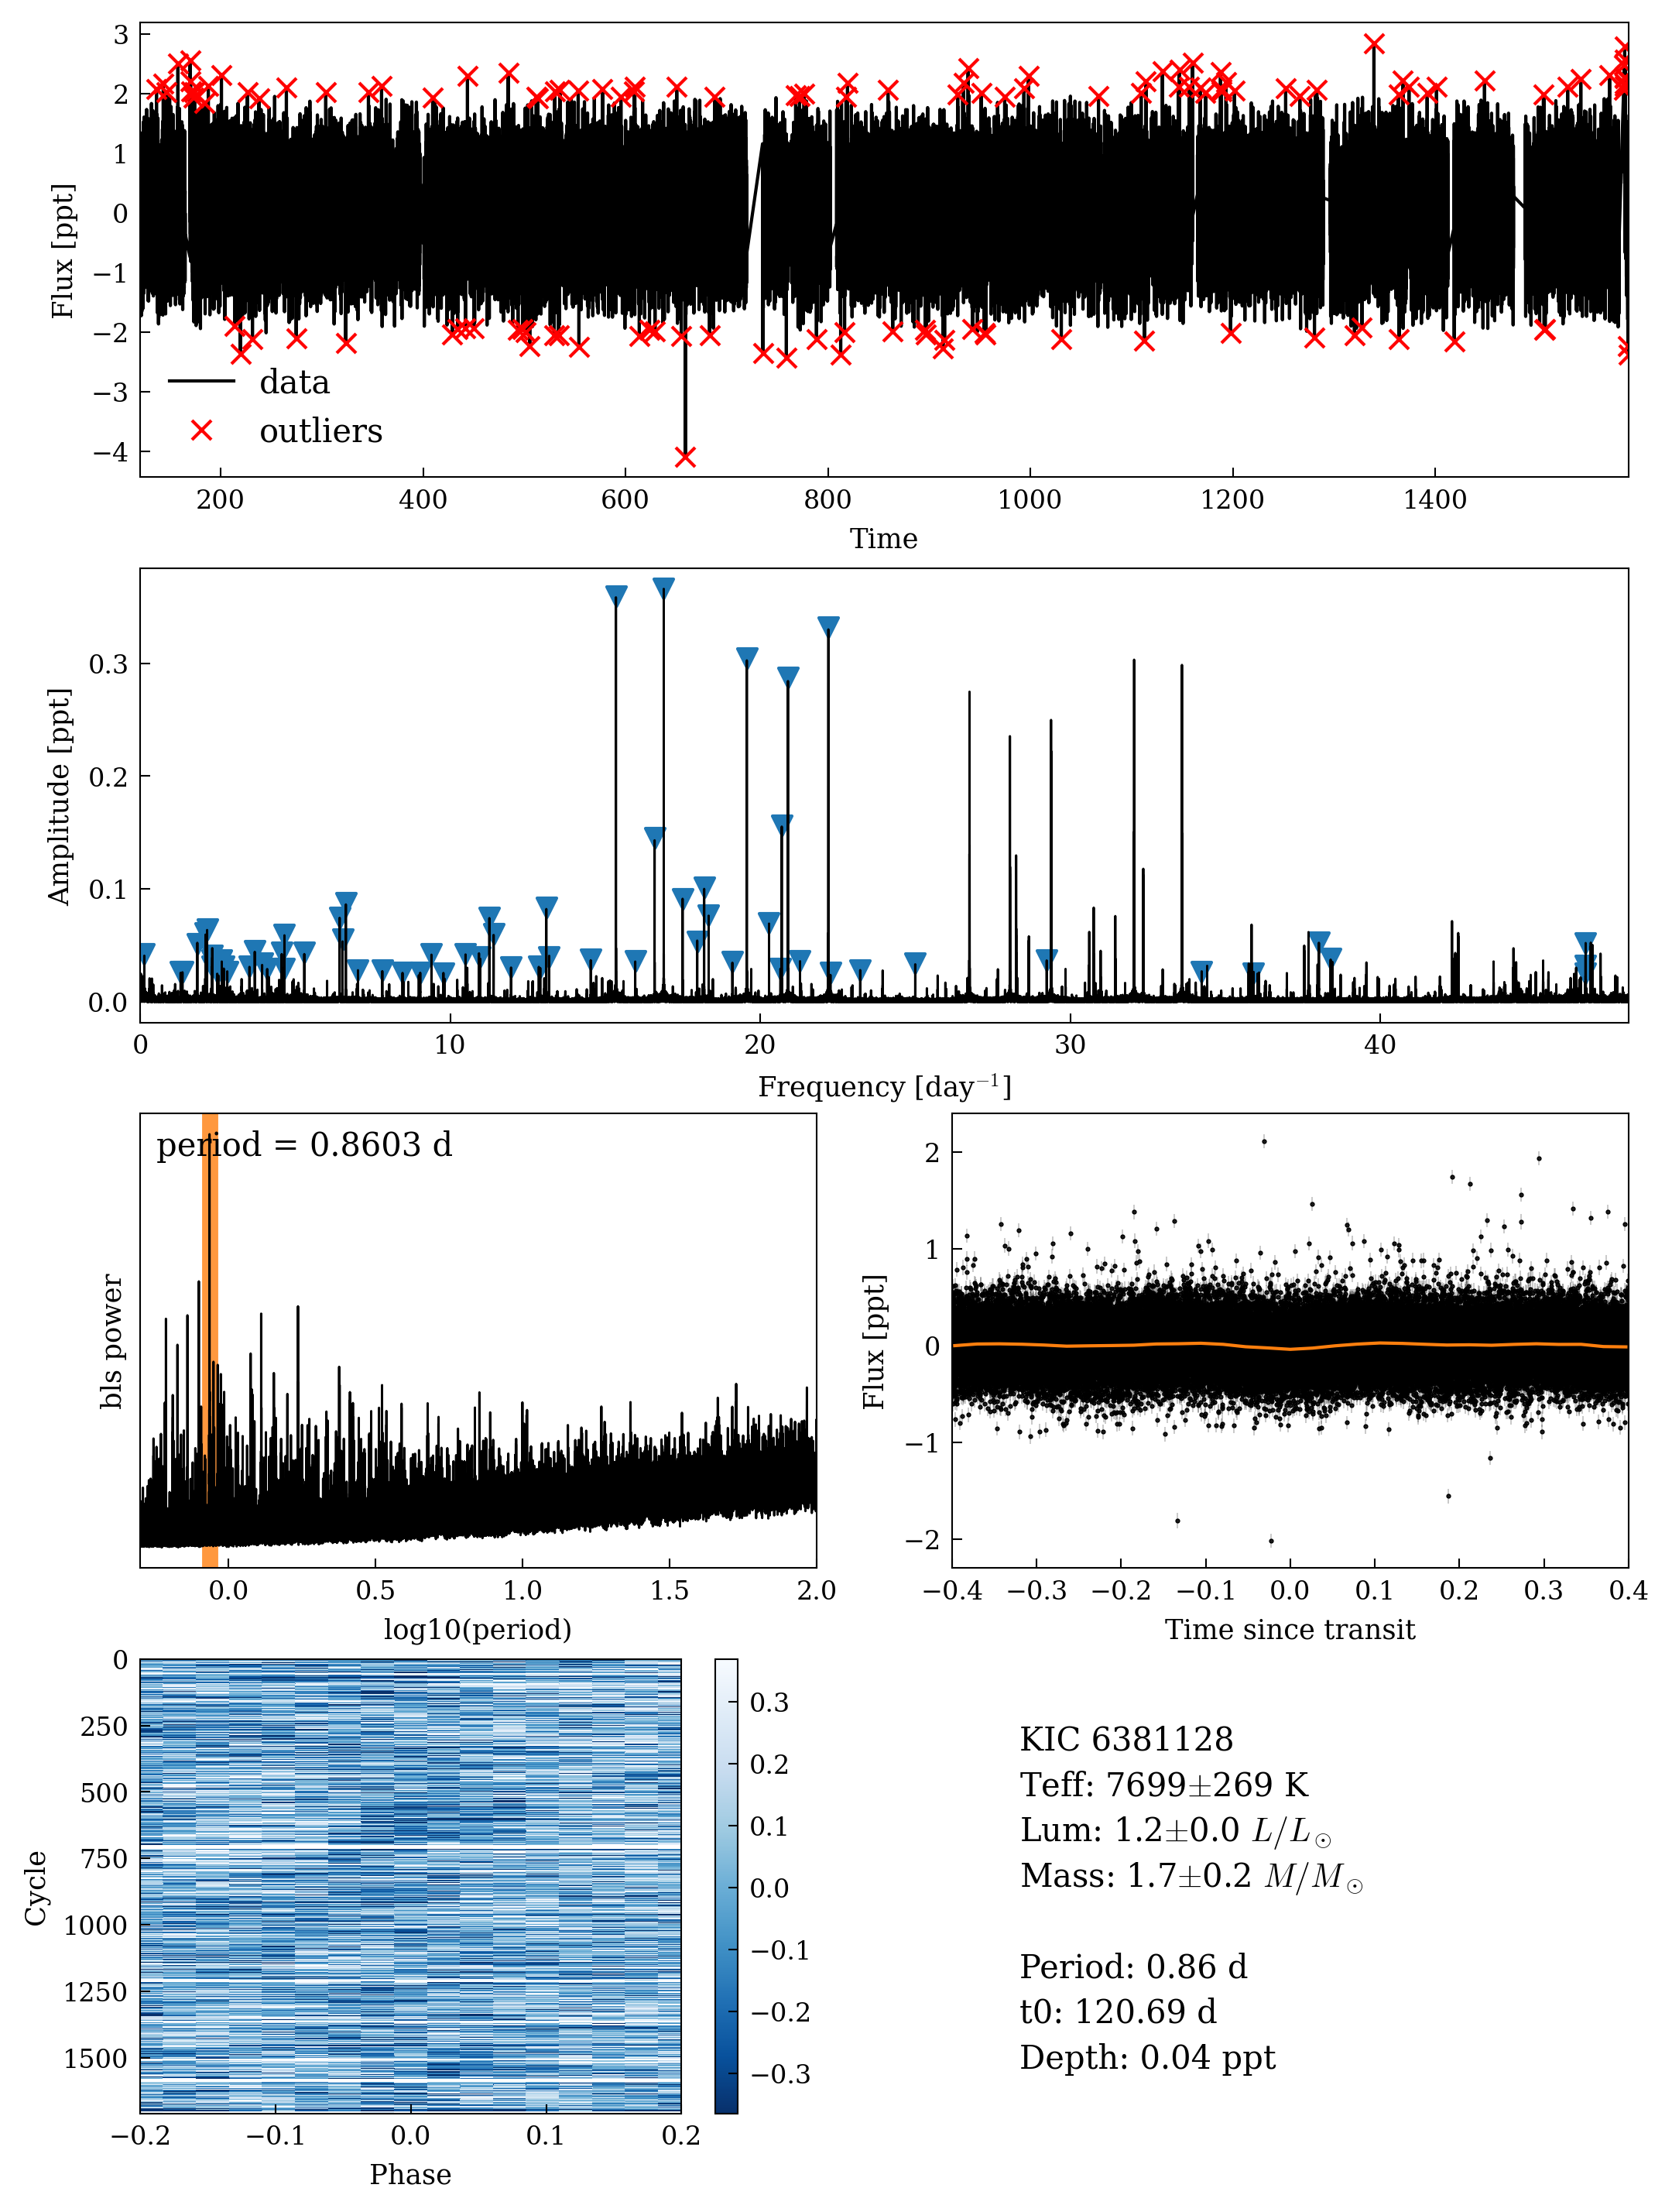 3
2
1
0
−1
−2
−3
−4
Flux [ppt]
data
outliers
200 400 600 800 1000 1200 1400
Time
0.3
0.2
0.1
0.0
Amplitude [ppt]
0 10 20 30 40
Frequency [day⁻¹]
period = 0.8603 d
bls power
0.0 0.5 1.0 1.5 2.0
log10(period)
2
1
0
−1
−2
Flux [ppt]
−0.4 −0.3 −0.2 −0.1 0.0 0.1 0.2 0.3 0.4
Time since transit
0
250
500
750
1000
1250
1500
Cycle
−0.2 −0.1 0.0 0.1 0.2
Phase
0.3
0.2
0.1
0.0
−0.1
−0.2
−0.3
KIC 6381128
Teff: 7699±269 K
Lum: 1.2±0.0 L/L⊙
Mass: 1.7±0.2 M/M⊙
Period: 0.86 d
t0: 120.69 d
Depth: 0.04 ppt